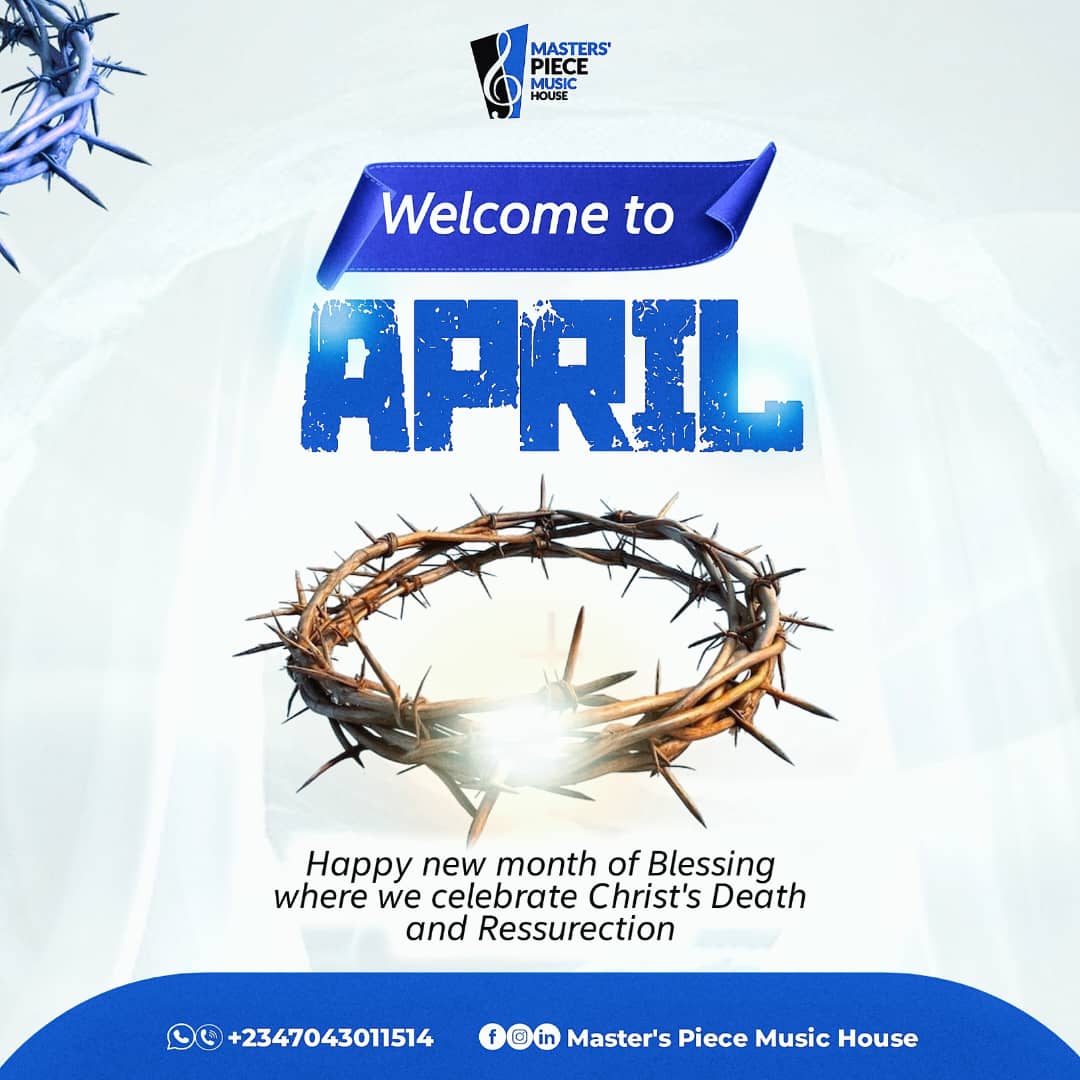 MASTERS'
PIECE
MUSIC
HOUSE
Welcome to
APRIL
Happy new month of Blessing
where we celebrate Christ's Death
and Ressurection
+2347043011514 Master's Piece Music House